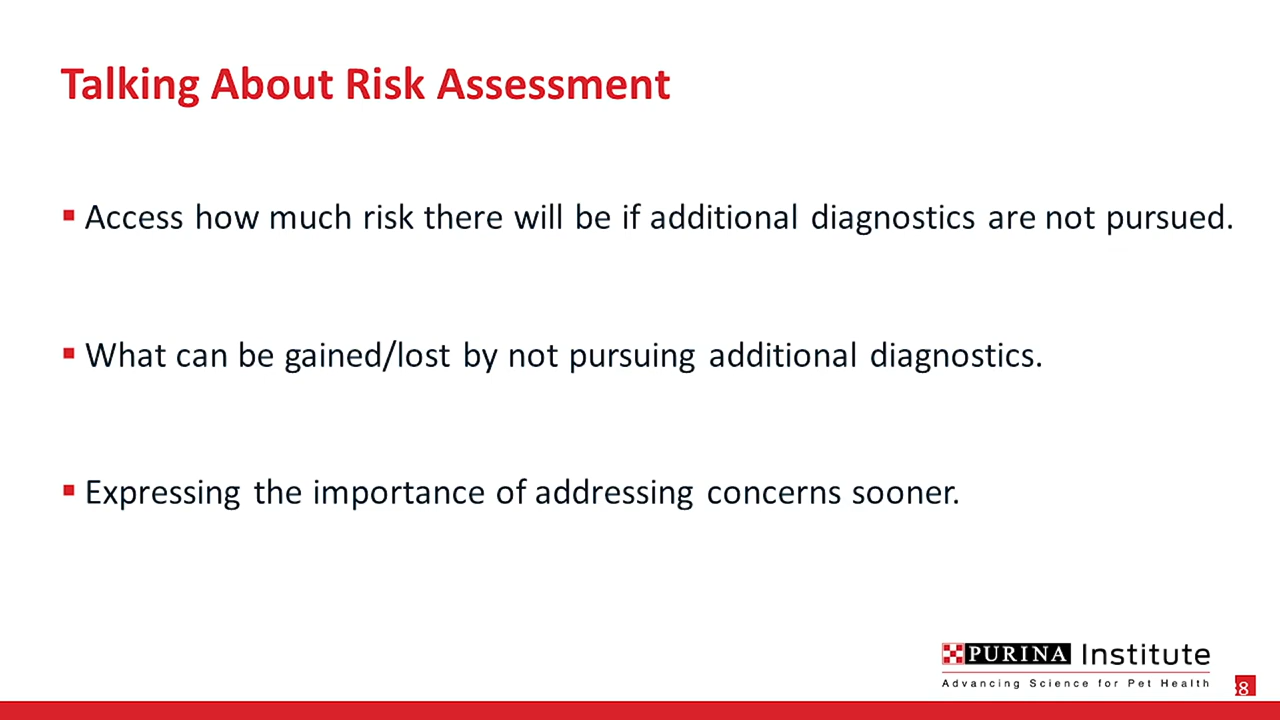 Talking About Risk Assessment
▪ Access how much risk there will be if additional diagnostics are not pursued.
▪ What can be gained/lost by not pursuing additional diagnostics.
▪ Expressing the importance of addressing concerns sooner.
PURINA Institute
Advancing Science for Pet Health